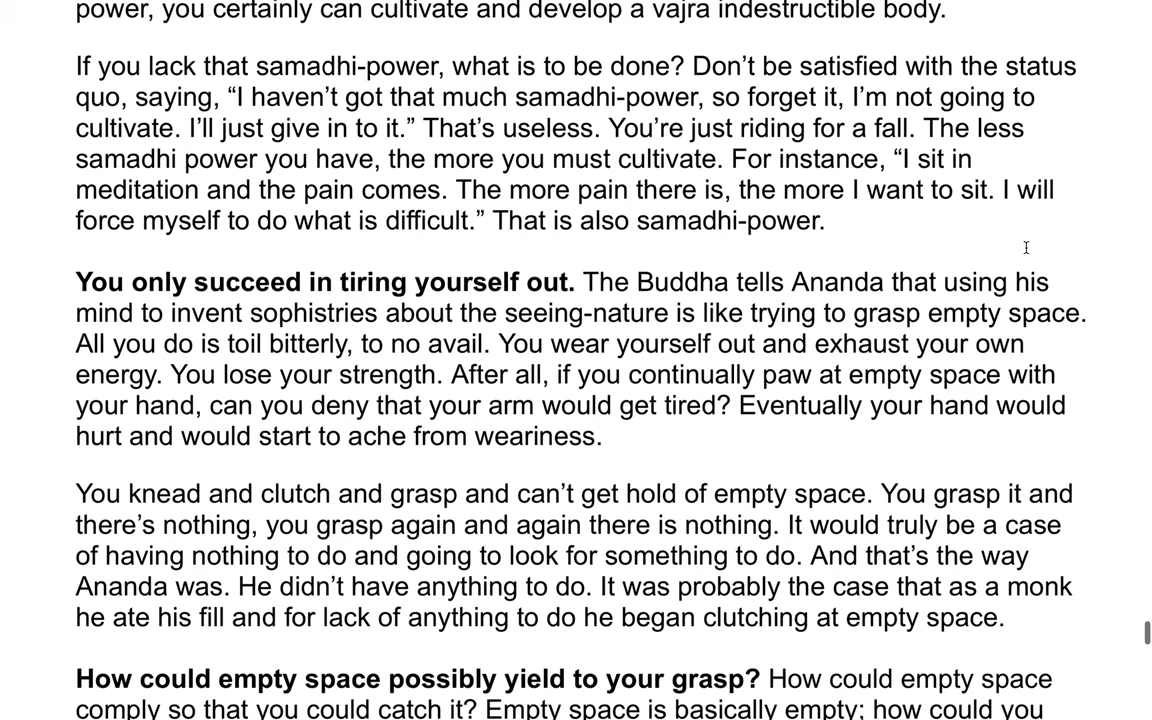 power, you certainly can cultivate and develop a vajra indestructible body.
If you lack that samadhi-power, what is to be done? Don’t be satisfied with the status
quo, saying, “I haven’t got that much samadhi-power, so forget it, I’m not going to
cultivate. I’ll just give in to it.” That’s useless. You’re just riding for a fall. The less
samadhi power you have, the more you must cultivate. For instance, “I sit in
meditation and the pain comes. The more pain there is, the more I want to sit. I will
force myself to do what is difficult.” That is also samadhi-power.
You only succeed in tiring yourself out. The Buddha tells Ananda that using his
mind to invent sophistries about the seeing-nature is like trying to grasp empty space.
All you do is toil bitterly, to no avail. You wear yourself out and exhaust your own
energy. You lose your strength. After all, if you continually paw at empty space with
your hand, can you deny that your arm would get tired? Eventually your hand would
hurt and would start to ache from weariness.
You knead and clutch and grasp and can’t get hold of empty space. You grasp it and
there’s nothing, you grasp again and again there is nothing. It would truly be a case
of having nothing to do and going to look for something to do. And that’s the way
Ananda was. He didn’t have anything to do. It was probably the case that as a monk
he ate his fill and for lack of anything to do he began clutching at empty space.
How could empty space possibly yield to your grasp? How could empty space
comply so that you could catch it? Empty space is basically empty; how could you